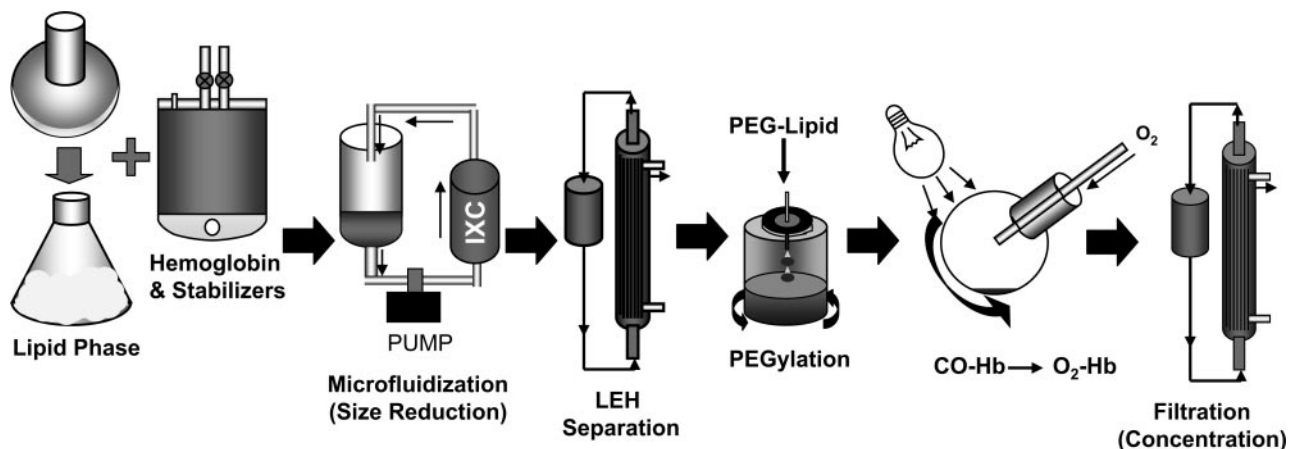 Lipid Phase
Hemoglobin
& Stabilizers
IXC
PUMP
Microfluidization
(Size Reduction)
LEH
Separation
PEG-Lipid
PEGylation
O₂
CO-Hb → O₂-Hb
Filtration
(Concentration)